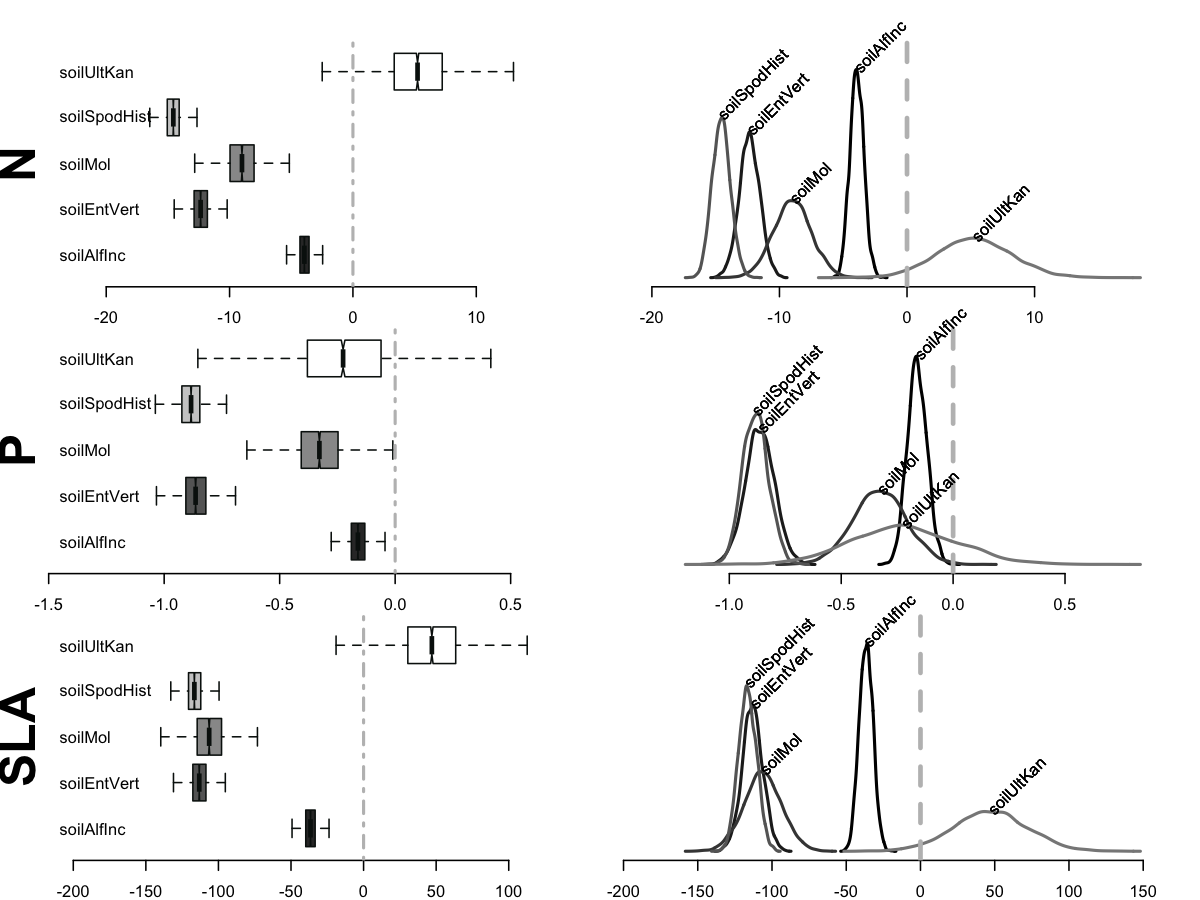 N
soilUltKan
soilSpodHist
soilMol
soilEntVert
soilAlfInc
-20 -10 0 10
soilSpodHist
soilEntVert
soilMol
soilAlfInc
soilUltKan
-20 -10 0 10
P
soilUltKan
soilSpodHist
soilMol
soilEntVert
soilAlfInc
-1.5 -1.0 -0.5 0.0 0.5
soilSpodHist
soilEntVert
soilMol
soilAlfInc
soilUltKan
-1.0 -0.5 0.0 0.5
SLA
soilUltKan
soilSpodHist
soilMol
soilEntVert
soilAlfInc
-200 -150 -100 -50 0 50 100
soilSpodHist
soilEntVert
soilMol
soilAlfInc
soilUltKan
-200 -150 -100 -50 0 50 100 150